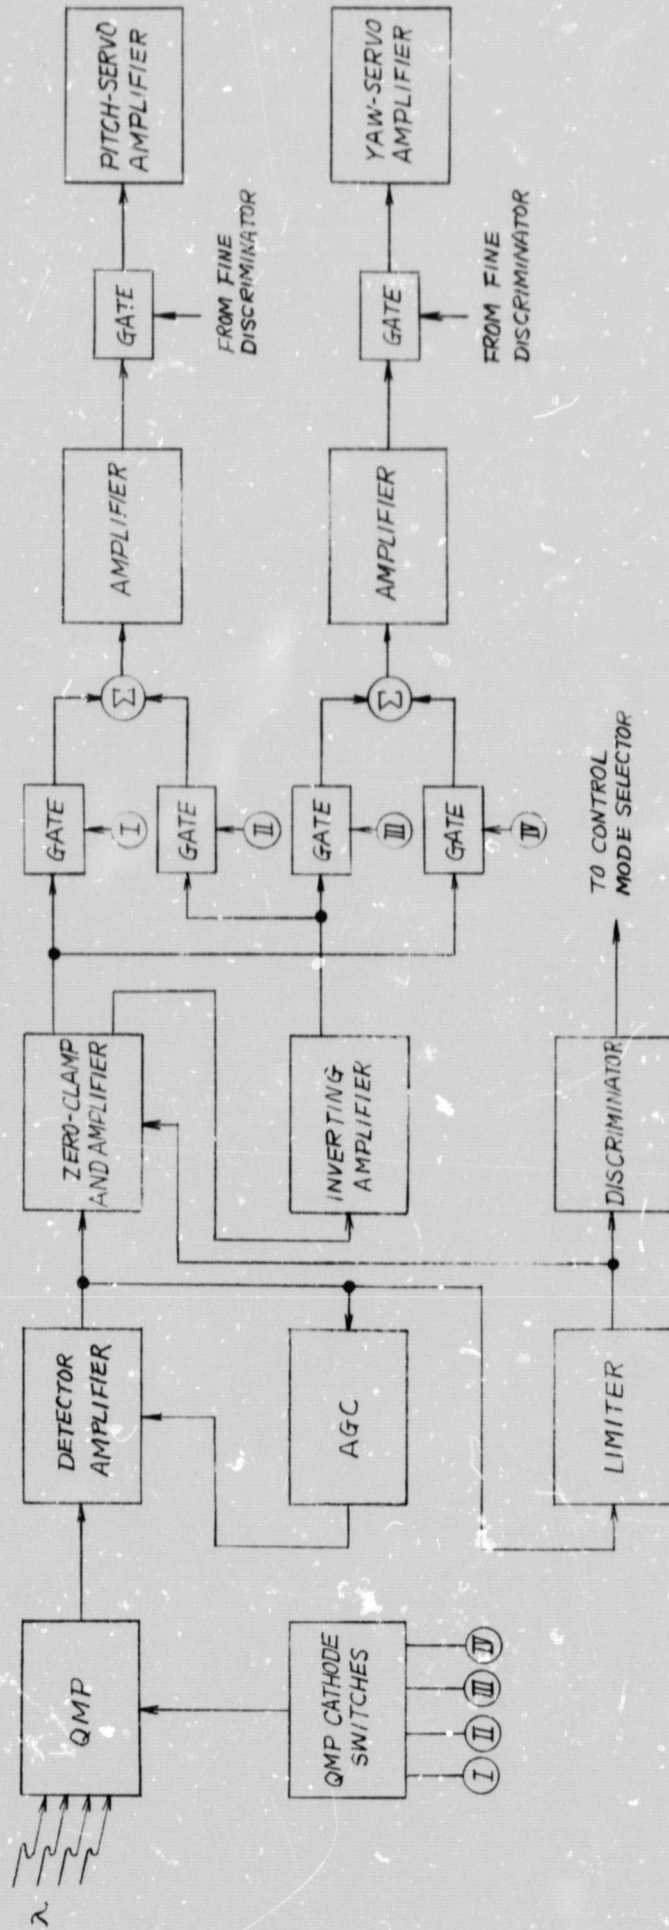 λ
QMP
DETECTOR
AMPLIFIER
ZERO-CLAMP
AND AMPLIFIER
GATE
I
GATE
II
Σ
AMPLIFIER
GATE
FROM FINE
DISCRIMINATOR
PITCH-SERVO
AMPLIFIER
QMP CATHODE
SWITCHES
I
II
III
IV
AGC
INVERTING
AMPLIFIER
GATE
III
GATE
IV
Σ
AMPLIFIER
GATE
FROM FINE
DISCRIMINATOR
YAW-SERVO
AMPLIFIER
LIMITER
DISCRIMINATOR
TO CONTROL
MODE SELECTOR